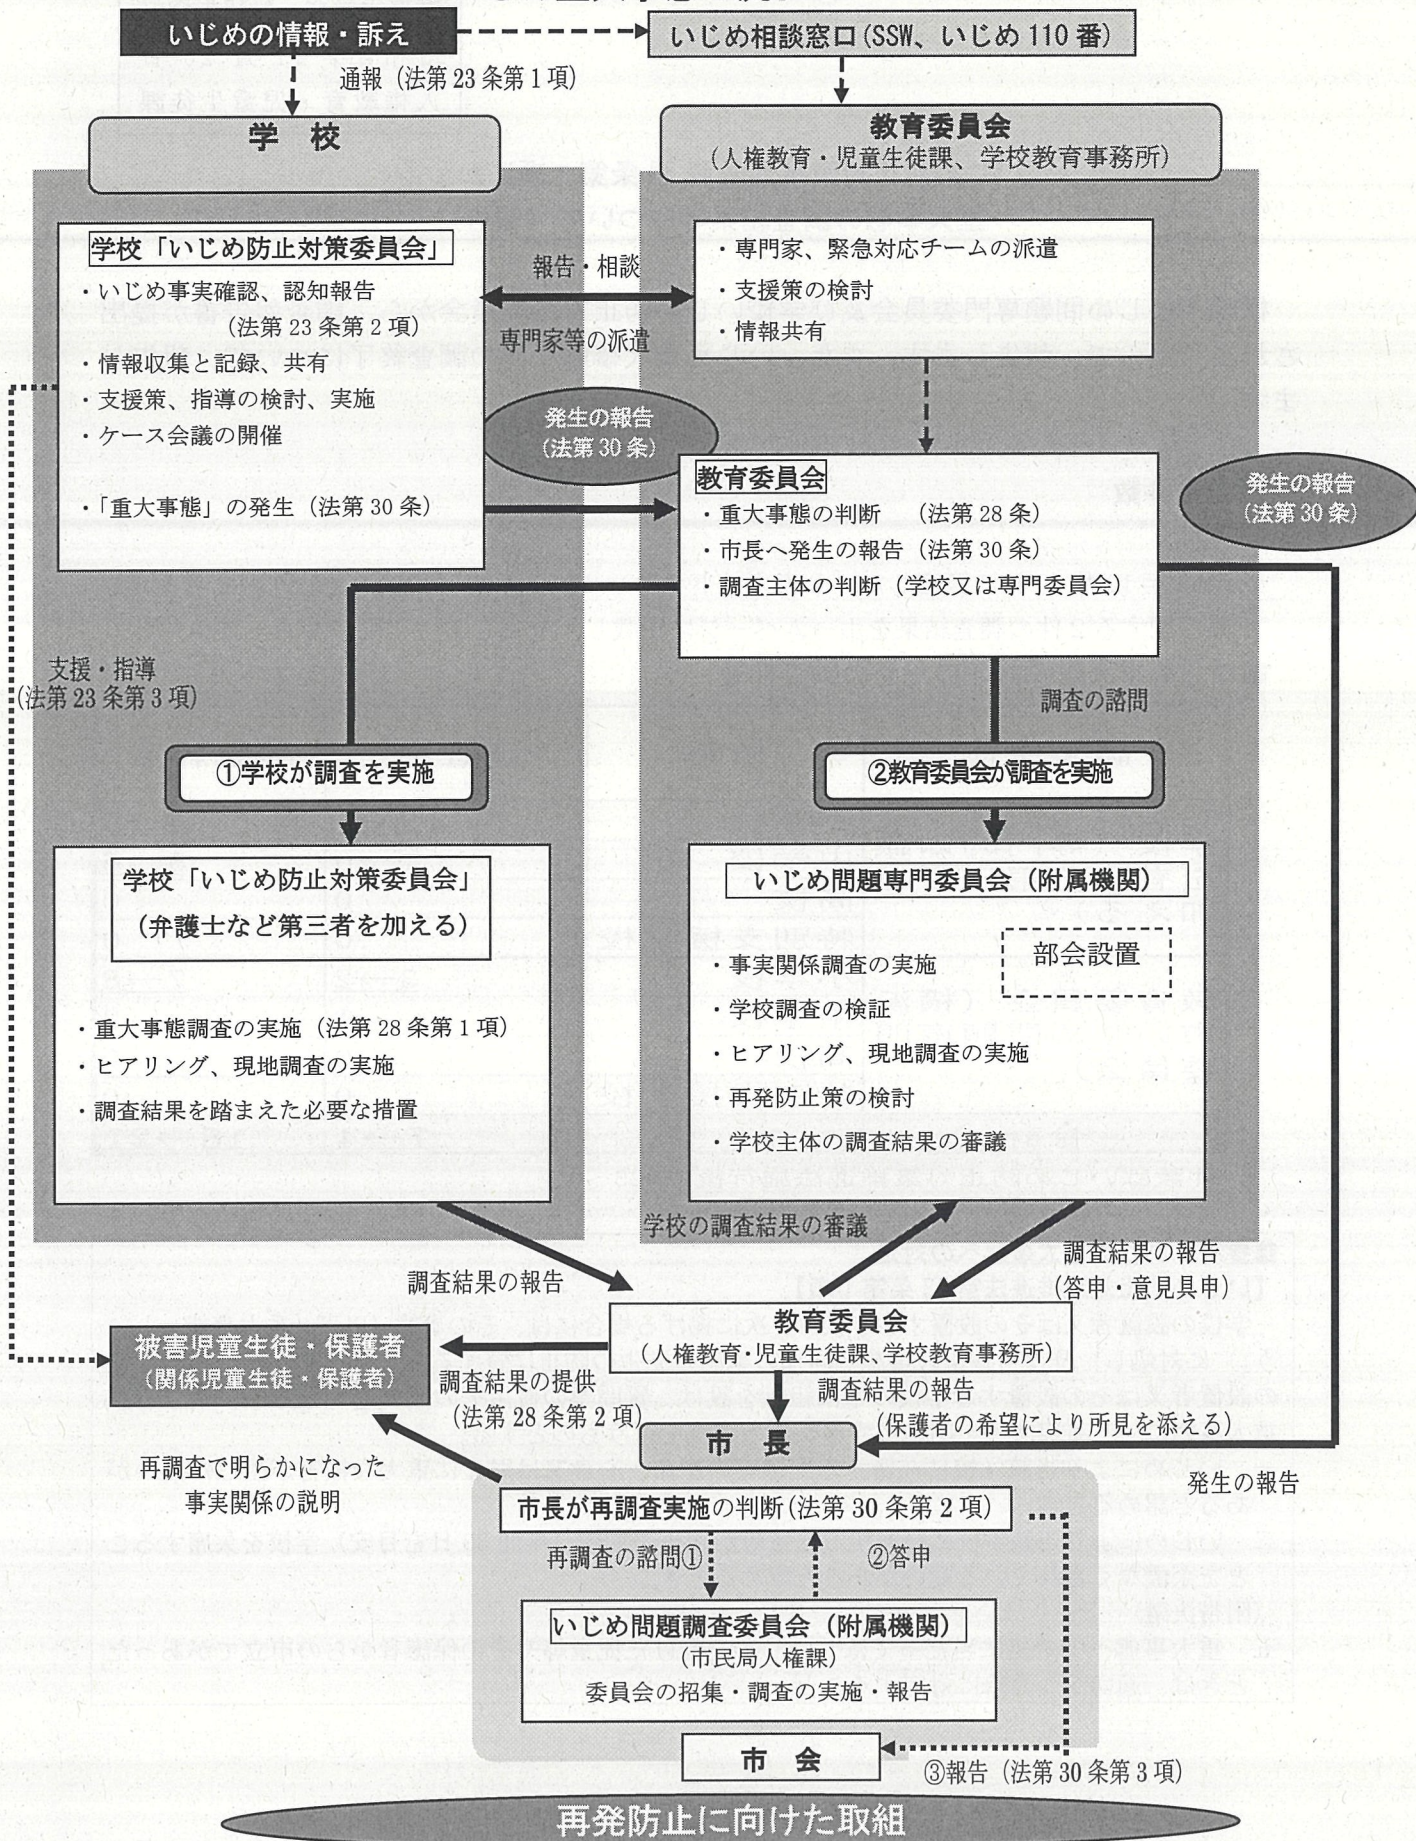 いじめの情報・訴え
いじめ相談窓口(SSW、いじめ110番)
通報（法第23条第1項）
学　校
教育委員会
（人権教育・児童生徒課、学校教育事務所）
学校「いじめ防止対策委員会」
・いじめ事実確認、認知報告
（法第23条第2項）
・情報収集と記録、共有
・支援策、指導の検討、実施
・ケース会議の開催
・「重大事態」の発生（法第30条）
報告・相談
専門家等の派遣
・専門家、緊急対応チームの派遣
・支援策の検討
・情報共有
発生の報告
（法第30条）
教育委員会
・重大事態の判断　（法第28条）
・市長へ発生の報告（法第30条）
・調査主体の判断（学校又は専門委員会）
発生の報告
（法第30条）
支援・指導
（法第23条第3項）
調査の諮問
①学校が調査を実施
②教育委員会が調査を実施
学校「いじめ防止対策委員会」
（弁護士など第三者を加える）
・重大事態調査の実施（法第28条第1項）
・ヒアリング、現地調査の実施
・調査結果を踏まえた必要な措置
いじめ問題専門委員会（附属機関）
部会設置
・事実関係調査の実施
・学校調査の検証
・ヒアリング、現地調査の実施
・再発防止策の検討
・学校主体の調査結果の審議
学校の調査結果の審議
調査結果の報告
調査結果の報告
（答申・意見具申）
教育委員会
（人権教育・児童生徒課、学校教育事務所）
被害児童生徒・保護者
（関係児童生徒・保護者）
調査結果の提供
（法第28条第2項）
調査結果の報告
（保護者の希望により所見を添える）
市　長
発生の報告
再調査で明らかになった
事実関係の説明
市長が再調査実施の判断（法第30条第2項）
再調査の諮問①
②答申
いじめ問題調査委員会（附属機関）
（市民局人権課）
委員会の招集・調査の実施・報告
市　会
③報告（法第30条第3項）
再発防止に向けた取組